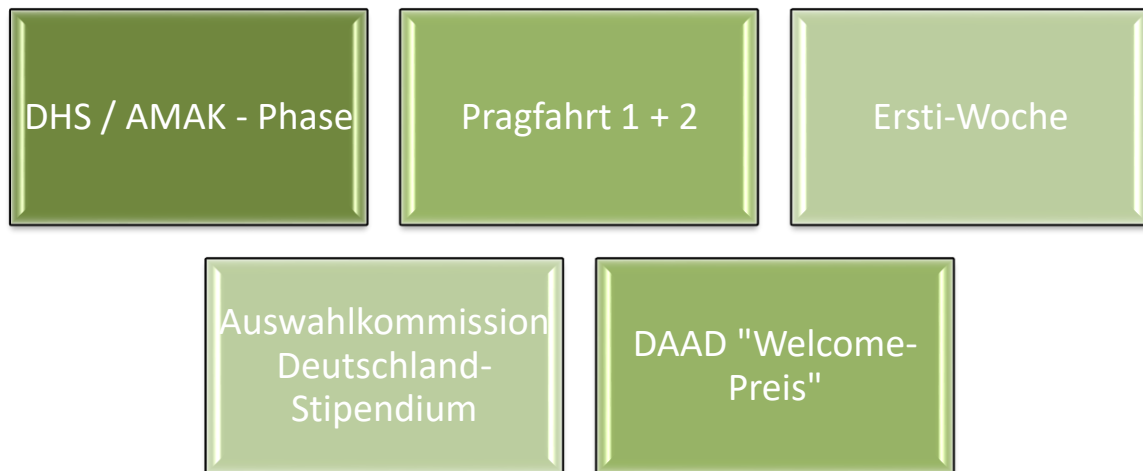 DHS / AMAK - Phase
Pragfahrt 1 + 2
Ersti-Woche
Auswahlkommission
Deutschland-
Stipendium
DAAD "Welcome-
Preis"